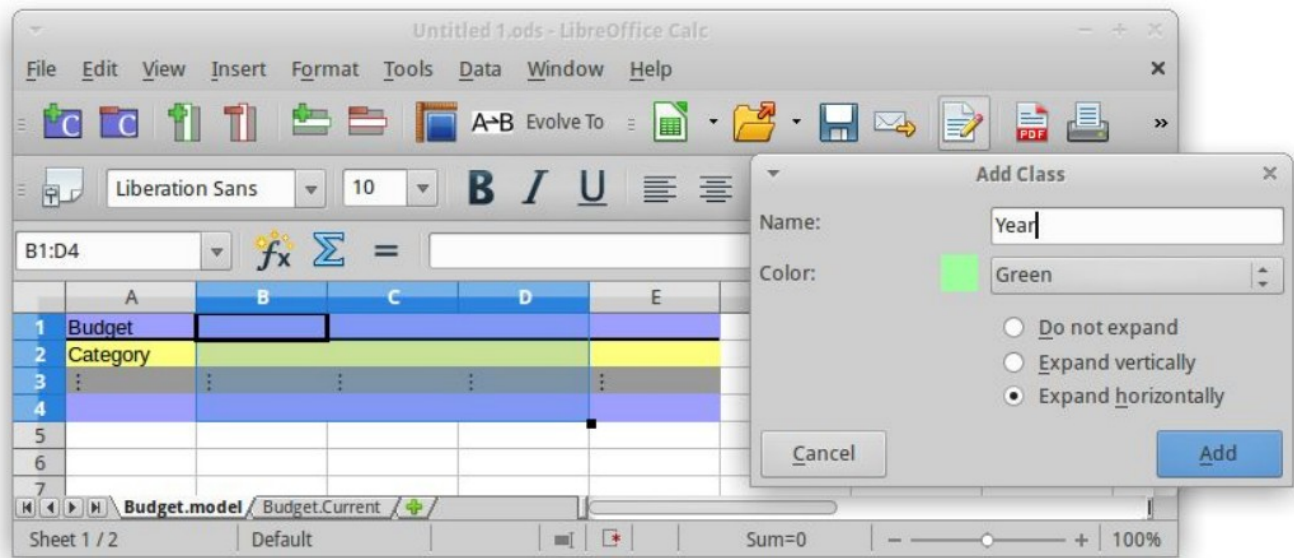 Untitled 1.ods - LibreOffice Calc
File Edit View Insert Format Tools Data Window Help
C C A→B Evolve To PDF »
Liberation Sans 10 B I U
B1:D4 fx Σ =
A B C D E
1 Budget
2 Category
3 ⋮ ⋮ ⋮ ⋮ ⋮
4
5
6
7
Budget.model Budget.Current
Sheet 1 / 2 Default Sum=0 100%
Add Class
Name: Year
Color: Green
Do not expand
Expand vertically
Expand horizontally
Cancel Add